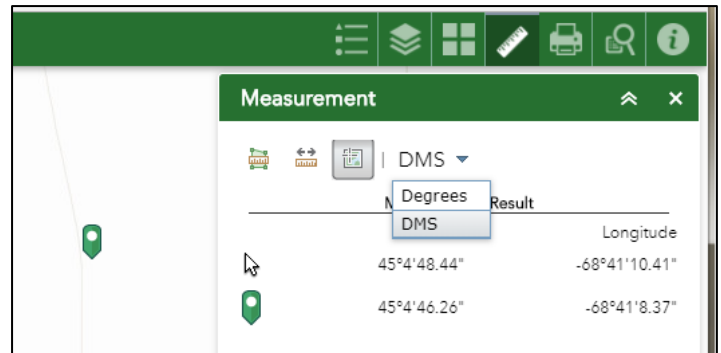 Measurement
DMS
Degrees
DMS
Result
Longitude
45°4'48.44" -68°41'10.41"
45°4'46.26" -68°41'8.37"